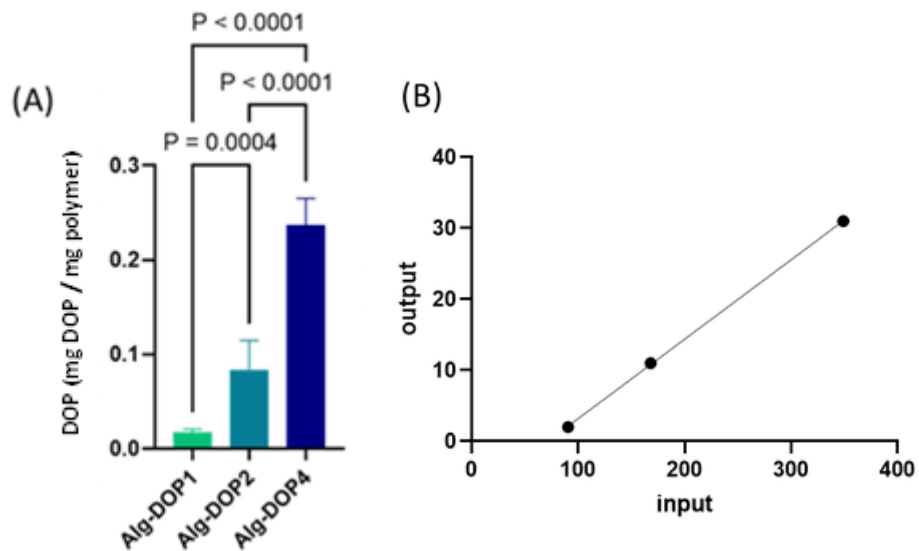 (A)
P < 0.0001
P < 0.0001
P = 0.0004
DOP (mg DOP / mg polymer)
0.3
0.2
0.1
0.0
Alg-DOP1
Alg-DOP2
Alg-DOP4
(B)
output
40
30
20
10
0
0 100 200 300 400
input